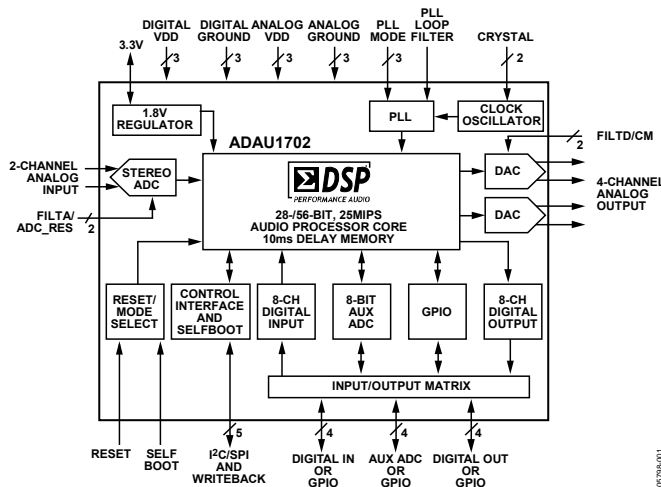 DIGITAL
VDD
DIGITAL
GROUND
ANALOG
VDD
ANALOG
GROUND
PLL
MODE
PLL
LOOP
FILTER
CRYSTAL
3.3V
3
3
3
3
3
2
1.8V
REGULATOR
PLL
CLOCK
OSCILLATOR
ADAU1702
FILTD/CM
2
2-CHANNEL
ANALOG
INPUT
STEREO
ADC
ΣDSP
PERFORMANCE AUDIO
28-/56-BIT, 25MIPS
AUDIO PROCESSOR CORE
10ms DELAY MEMORY
DAC
DAC
4-CHANNEL
ANALOG
OUTPUT
FILTA/
ADC_RES
2
RESET/
MODE
SELECT
CONTROL
INTERFACE
AND
SELFBOOT
8-CH
DIGITAL
INPUT
8-BIT
AUX
ADC
GPIO
8-CH
DIGITAL
OUTPUT
INPUT/OUTPUT MATRIX
5
4
4
4
RESET
SELF
BOOT
I²C/SPI
AND
WRITEBACK
DIGITAL IN
OR
GPIO
AUX ADC
OR
GPIO
DIGITAL OUT
OR
GPIO
05798-001